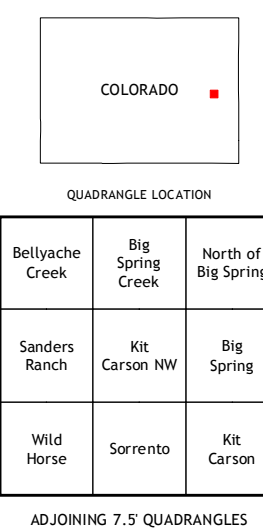 COLORADO
QUADRANGLE LOCATION
Bellyache
Creek
Big
Spring
Creek
North of
Big Spring
Sanders
Ranch
Kit
Carson NW
Big
Spring
Wild
Horse
Sorrento
Kit
Carson
ADJOINING 7.5' QUADRANGLES